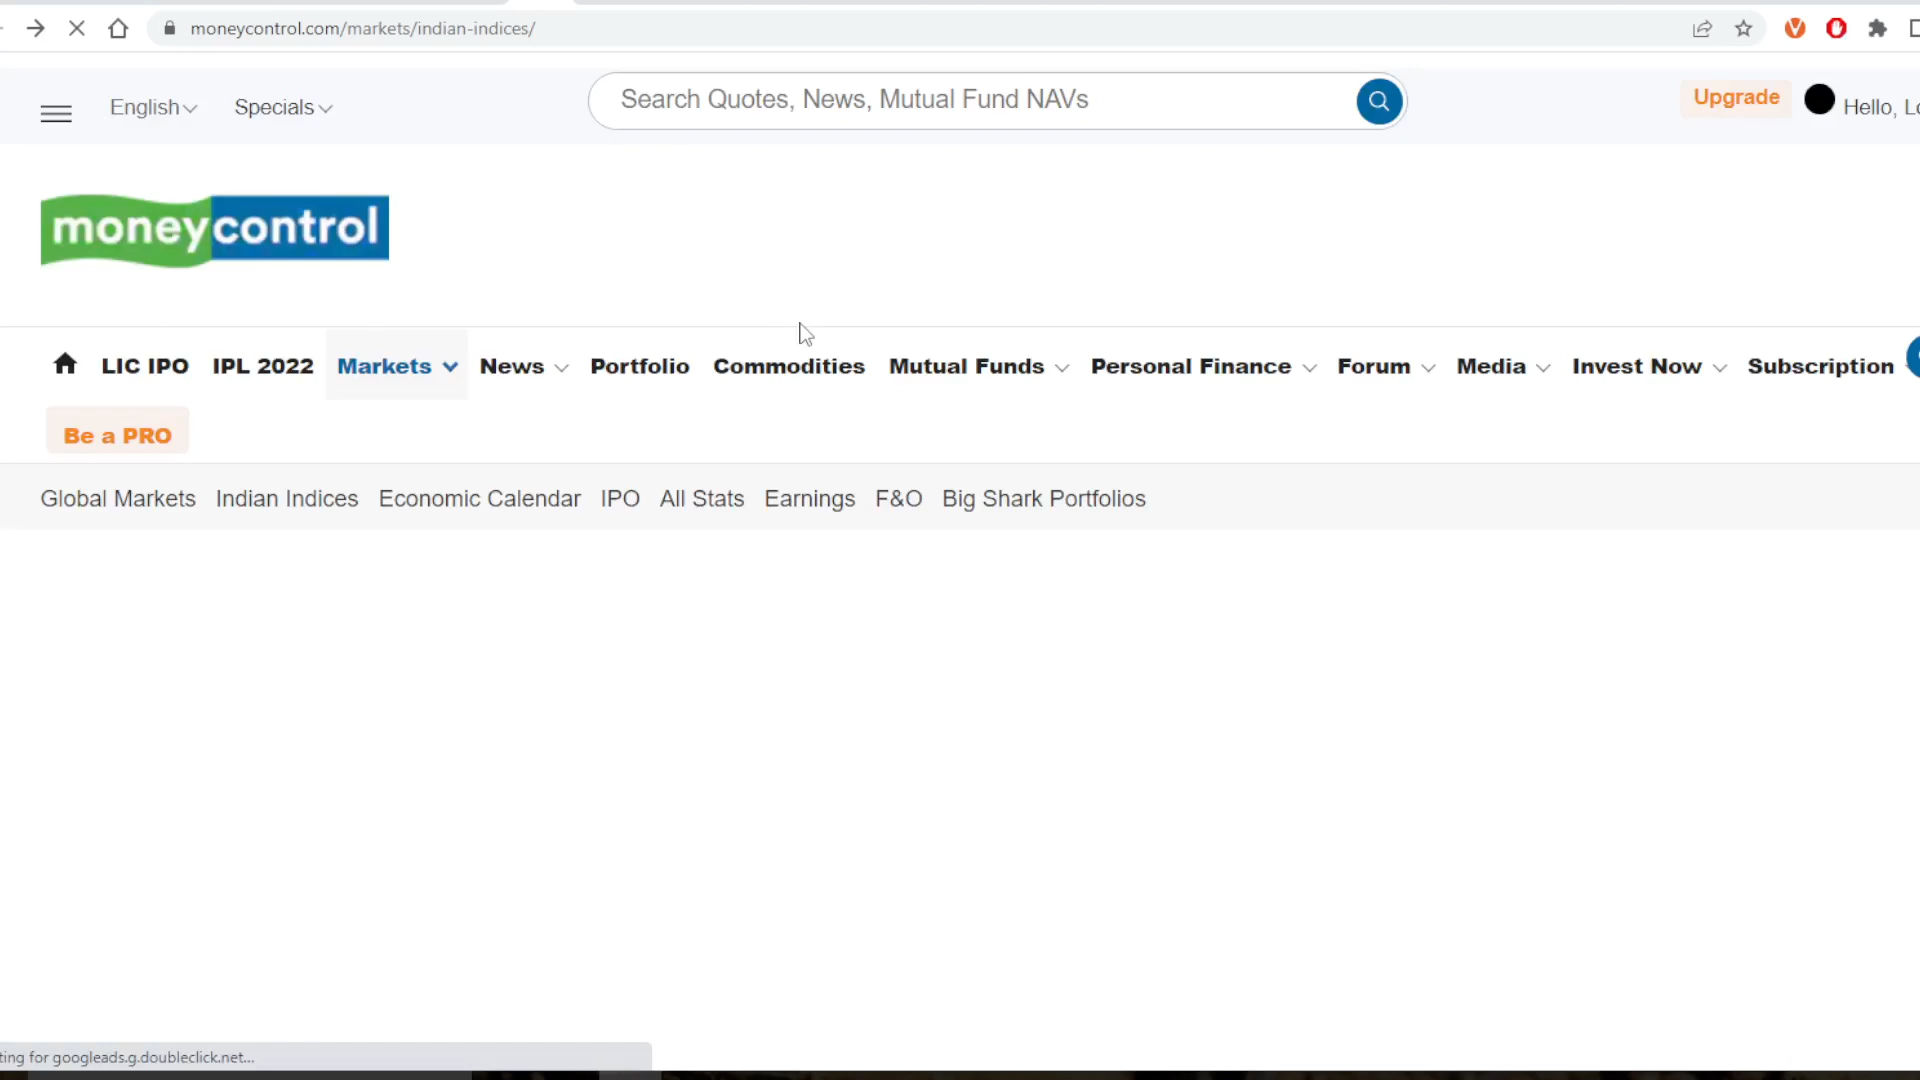 moneycontrol.com/markets/indian-indices/
English Specials Search Quotes, News, Mutual Fund NAVs Upgrade Hello,
moneycontrol
LIC IPO IPL 2022 Markets News Portfolio Commodities Mutual Funds Personal Finance Forum Media Invest Now Subscription
Be a PRO
Global Markets Indian Indices Economic Calendar IPO All Stats Earnings F&O Big Shark Portfolios
for googleads.g.doubleclick.net...